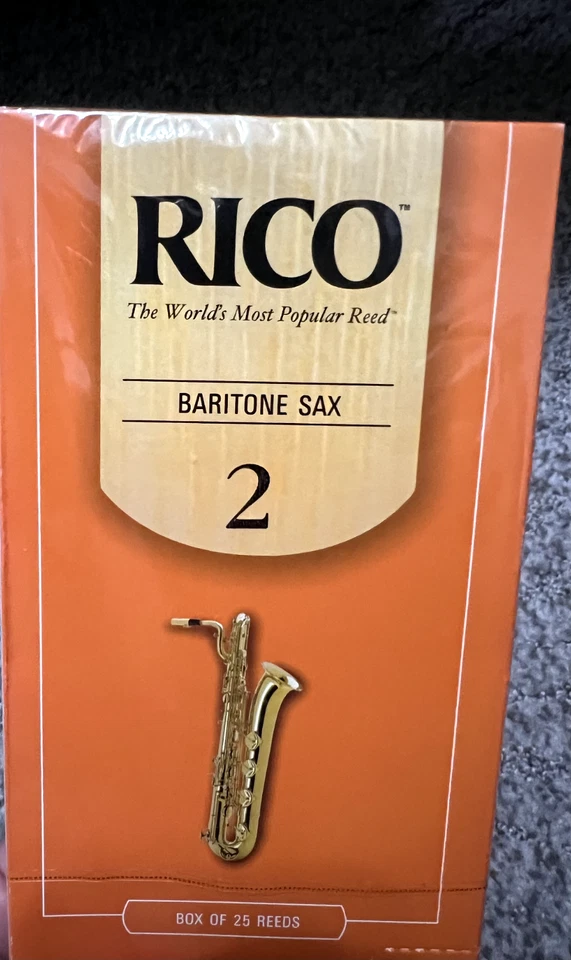 RICO™
The World's Most Popular Reed™
BARITONE SAX
2
BOX OF 25 REEDS